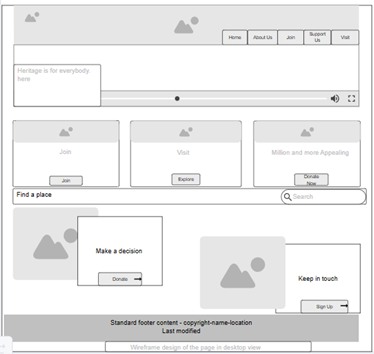 Home
About Us
Join
Support
Us
Visit
Heritage is for everybody.
here
Join
Visit
Million and more Appealing
Join
Explore
Donate
Now
Find a place
Search
Make a decision
Donate
Keep in touch
Sign Up
Standard footer content - copyright-name-location
Last modified
Wireframe design of the page in desktop view